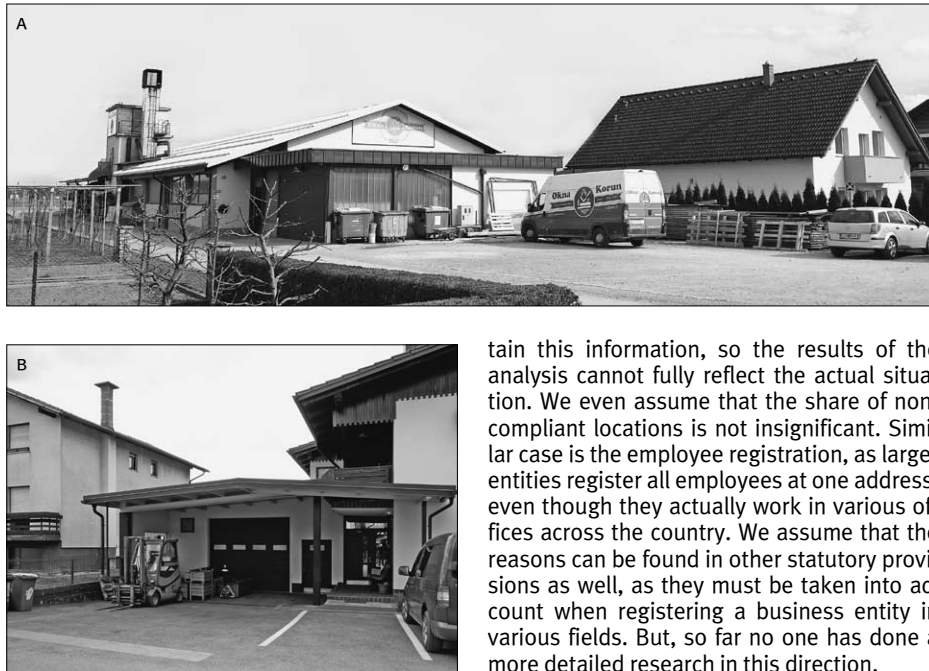 A
Okna Korun
B
tain this information, so the results of the
analysis cannot fully reflect the actual situa
tion. We even assume that the share of non
compliant locations is not insignificant. Simi
lar case is the employee registration, as large
entities register all employees at one address
even though they actually work in various of
fices across the country. We assume that the
reasons can be found in other statutory provi
sions as well, as they must be taken into ac
count when registering a business entity in
various fields. But, so far no one has done a
more detailed research in this direction.